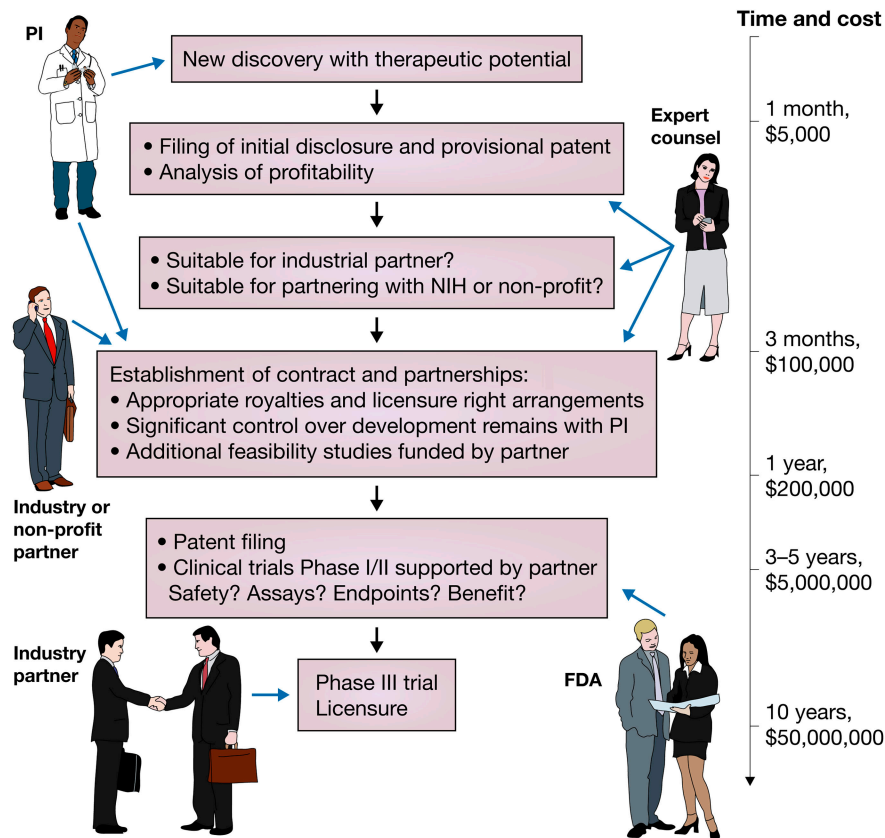 Time and cost
PI
New discovery with therapeutic potential
1 month,
$5,000
Expert
counsel
• Filing of initial disclosure and provisional patent
• Analysis of profitability
• Suitable for industrial partner?
• Suitable for partnering with NIH or non-profit?
3 months,
$100,000
Establishment of contract and partnerships:
• Appropriate royalties and licensure right arrangements
• Significant control over development remains with PI
• Additional feasibility studies funded by partner
1 year,
$200,000
Industry or
non-profit
partner
• Patent filing
• Clinical trials Phase I/II supported by partner
Safety? Assays? Endpoints? Benefit?
3–5 years,
$5,000,000
Industry
partner
Phase III trial
Licensure
FDA
10 years,
$50,000,000